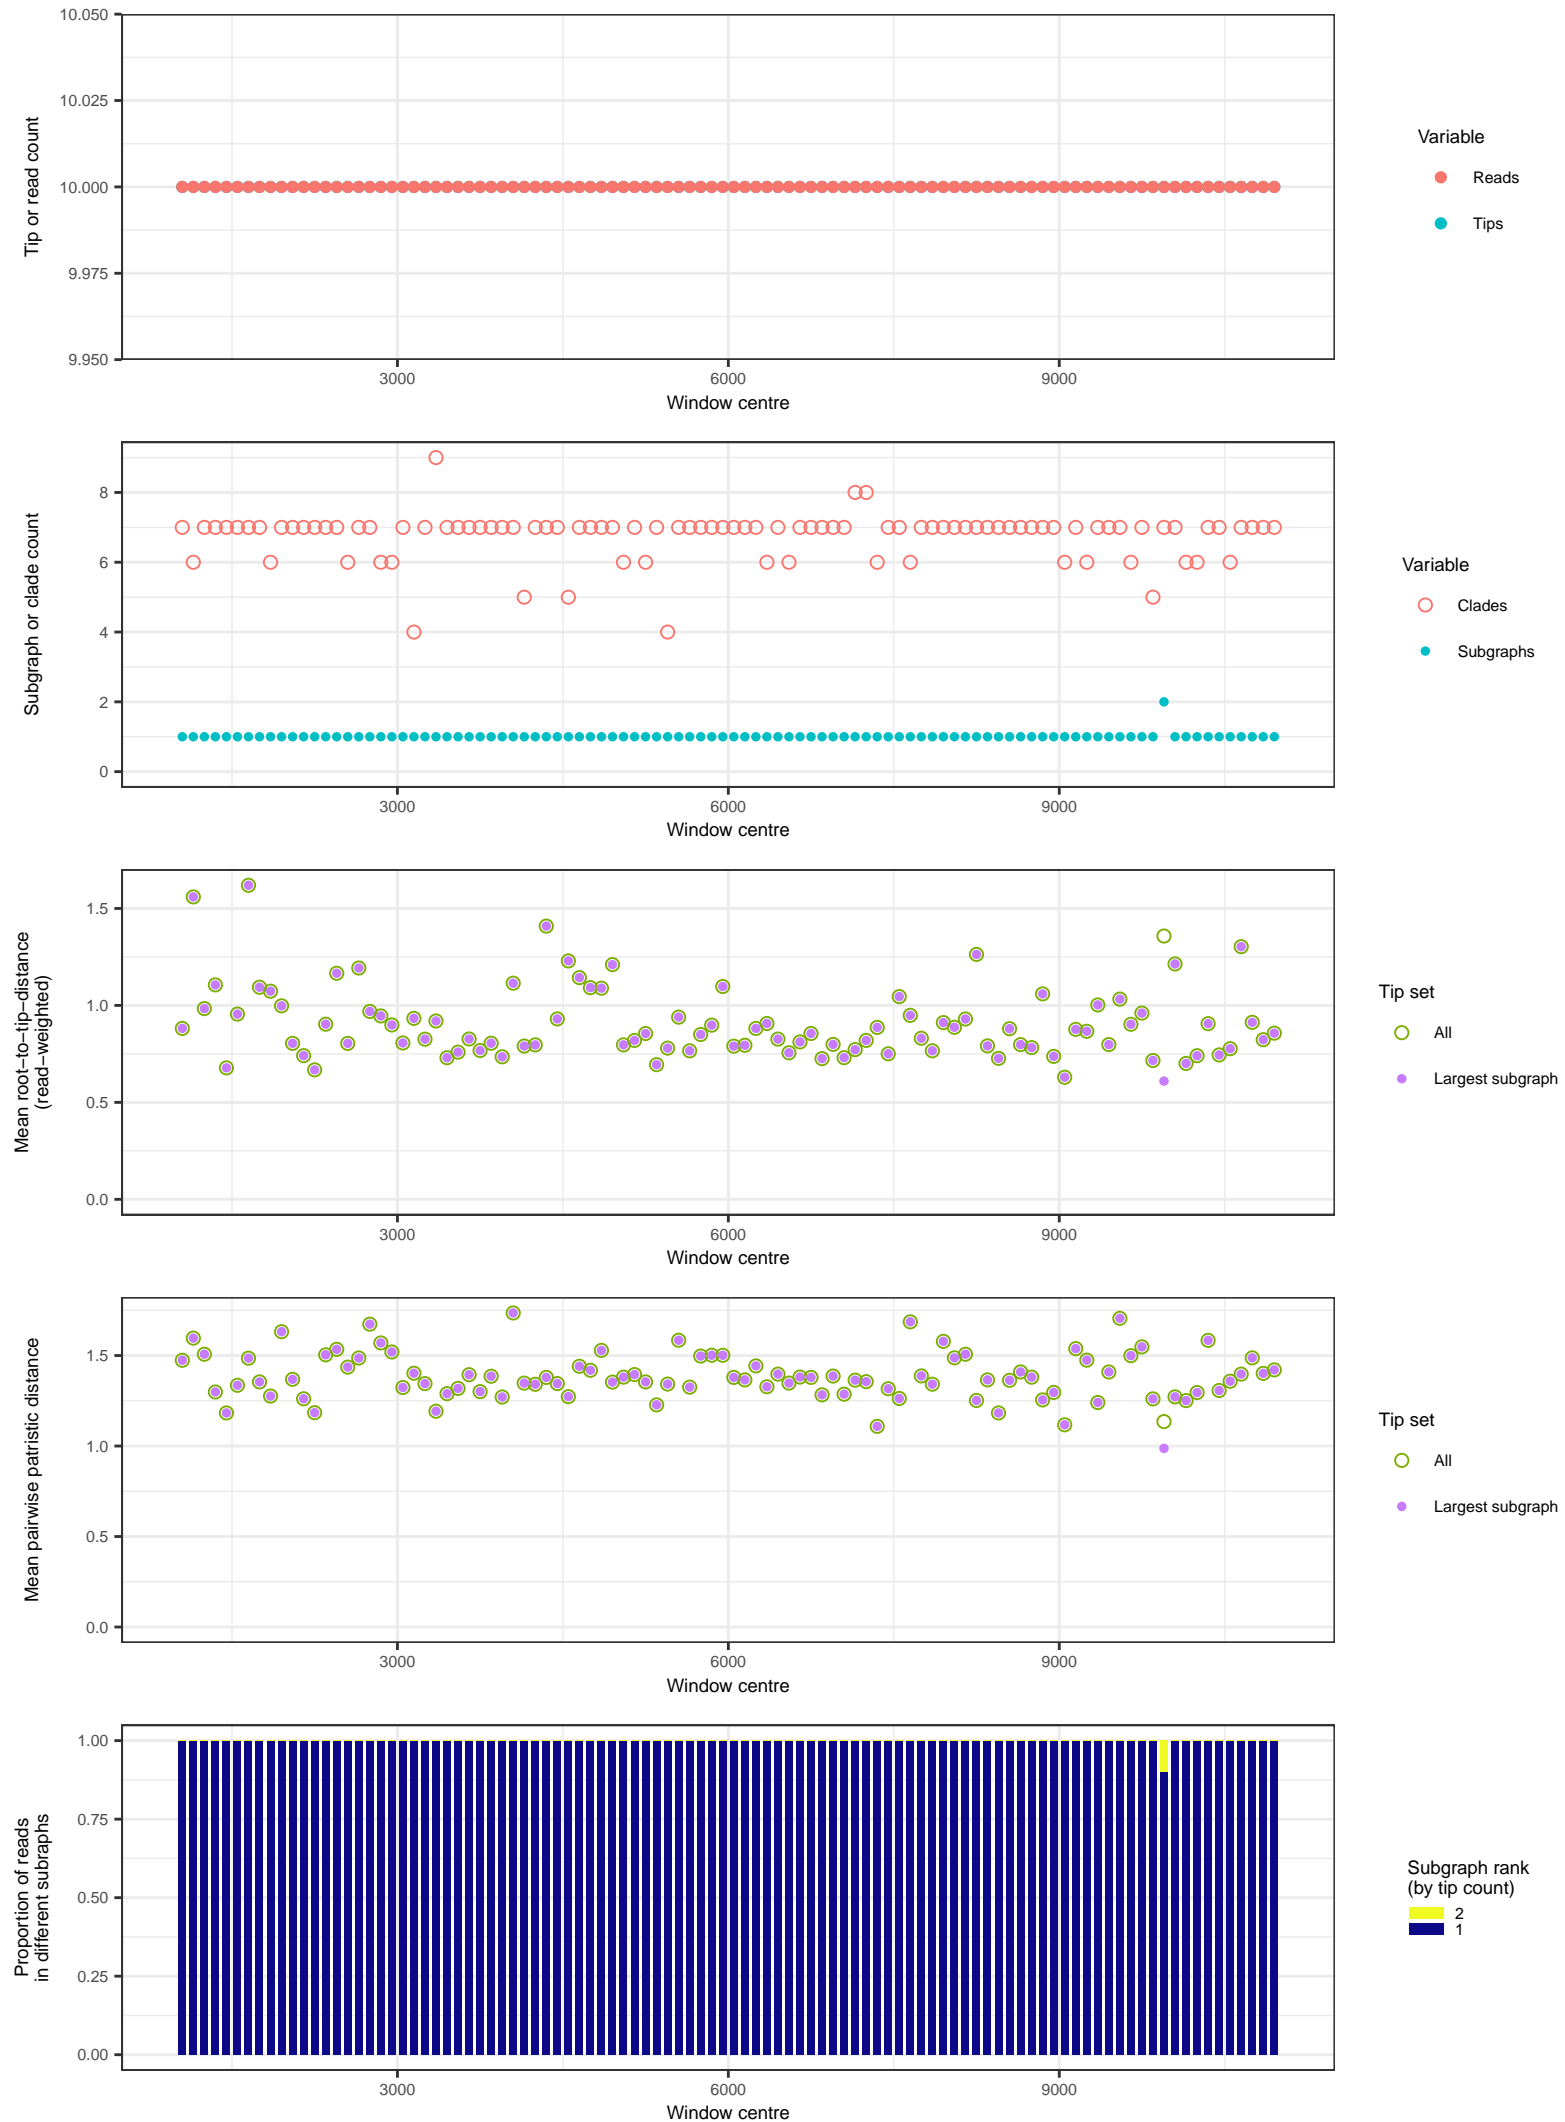 10.050
10.025
10.000
9.975
9.950
Tip or read count
3000 6000 9000
Window centre
Variable
Reads
Tips
8
6
4
2
0
Subgraph or clade count
3000 6000 9000
Window centre
Variable
Clades
Subgraphs
1.5
1.0
0.5
0.0
Mean root−to−tip−distance
(read−weighted)
3000 6000 9000
Window centre
Tip set
All
Largest subgraph
1.5
1.0
0.5
0.0
Mean pairwise patristic distance
3000 6000 9000
Window centre
Tip set
All
Largest subgraph
1.00
0.75
0.50
0.25
0.00
Proportion of reads
in different subraphs
3000 6000 9000
Window centre
Subgraph rank
(by tip count)
2
1